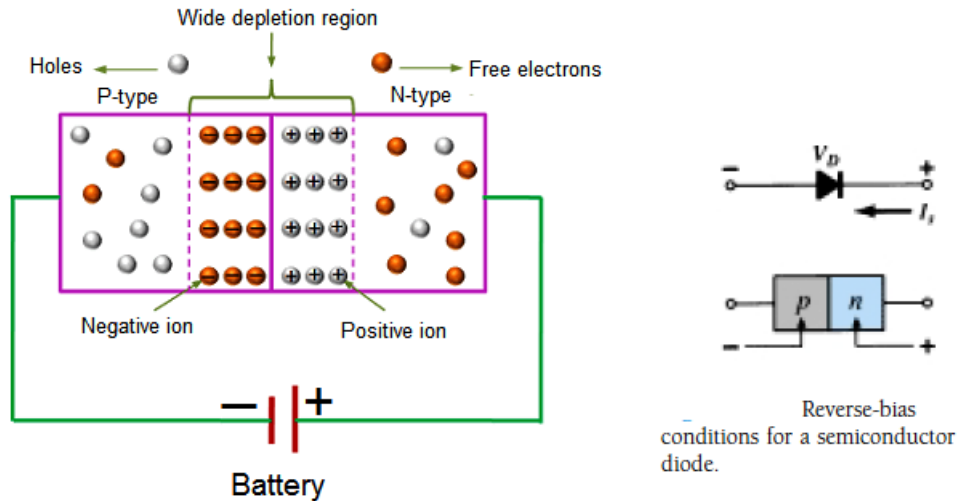 Wide depletion region
Holes
Free electrons
P-type
N-type
Negative ion
Positive ion
− +
Battery
− V_D +
I_s
p n
− +
Reverse-bias
conditions for a semiconductor
diode.